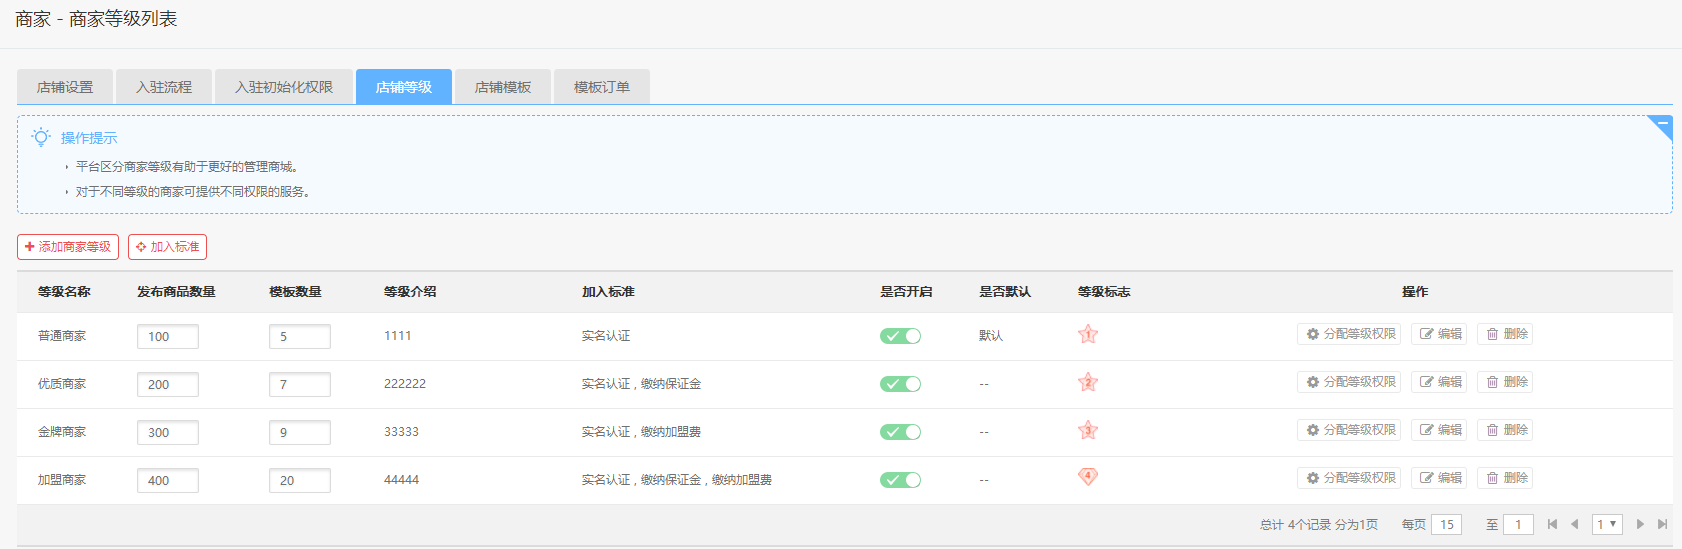 商家 - 商家等级列表
店铺设置 入驻流程 入驻初始化权限 店铺等级 店铺模板 模板订单
操作提示
平台区分商家等级有助于更好的管理商城。
对于不同等级的商家可提供不同权限的服务。
添加商家等级 加入标准
等级名称 发布商品数量 模板数量 等级介绍 加入标准 是否开启 是否默认 等级标志 操作
普通商家 100 5 1111 实名认证 默认 1 分配等级权限 编辑 删除
优质商家 200 7 222222 实名认证 , 缴纳保证金 -- 2 分配等级权限 编辑 删除
金牌商家 300 9 33333 实名认证 , 缴纳加盟费 -- 3 分配等级权限 编辑 删除
加盟商家 400 20 44444 实名认证 , 缴纳保证金 , 缴纳加盟费 -- 4 分配等级权限 编辑 删除
总计 4个记录 分为1页 每页 15 至 1 1